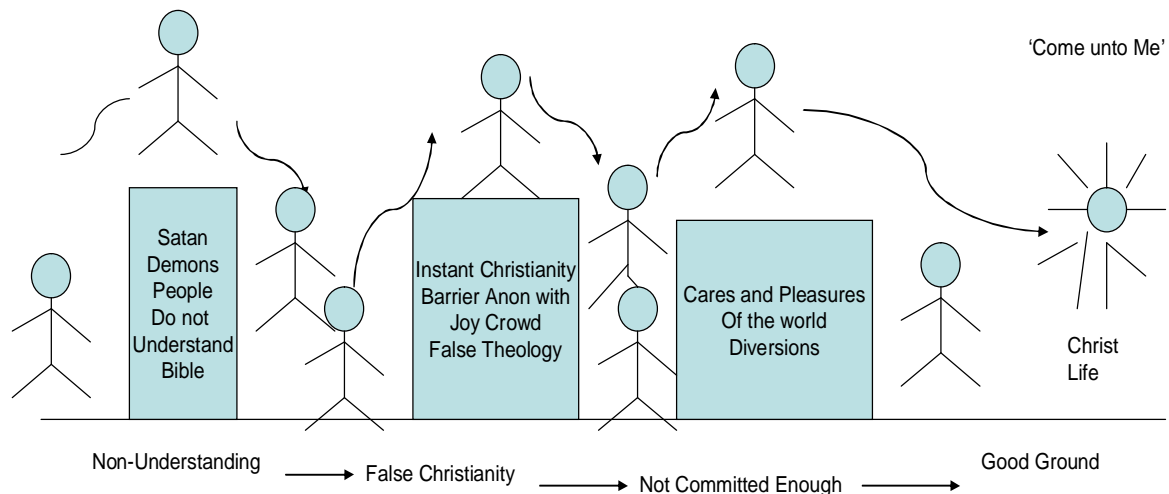 ‘Come unto Me’
Satan
Demons
People
Do not
Understand
Bible
Instant Christianity
Barrier Anon with
Joy Crowd
False Theology
Cares and Pleasures
Of the world
Diversions
Christ
Life
Non-Understanding
False Christianity
Not Committed Enough
Good Ground